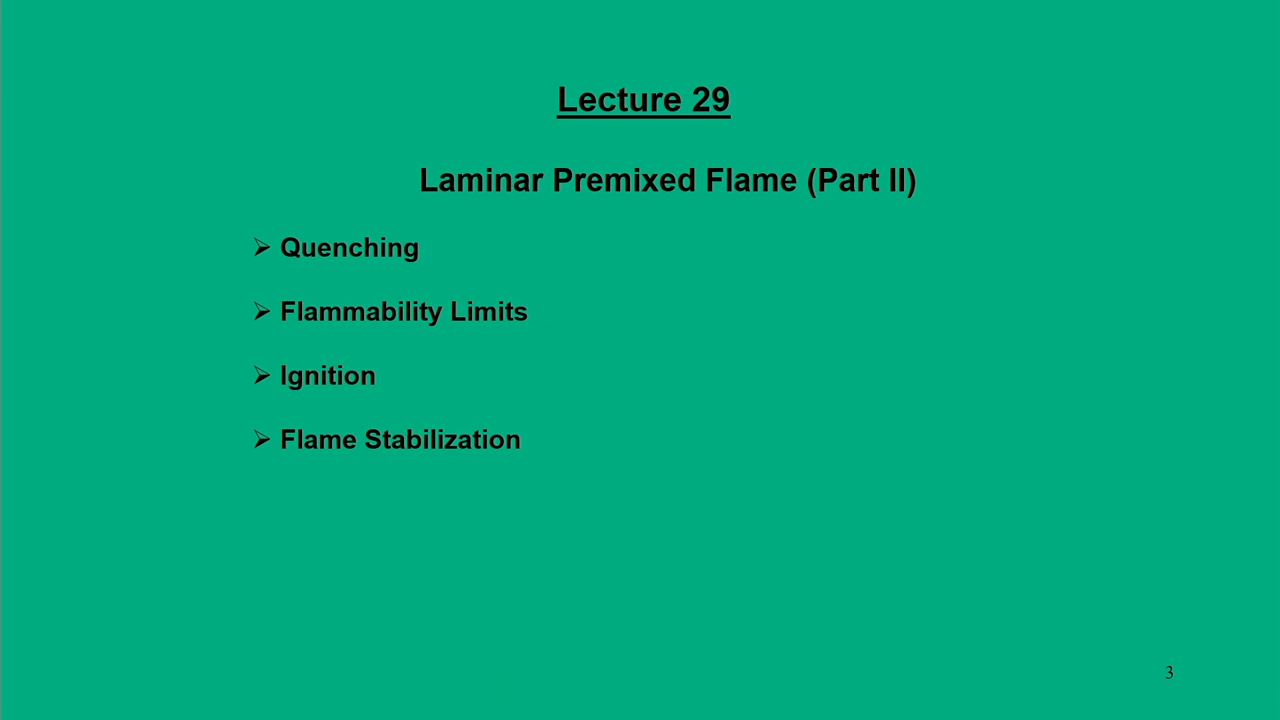 Lecture 29
Laminar Premixed Flame (Part II)
➢ Quenching
➢ Flammability Limits
➢ Ignition
➢ Flame Stabilization
3